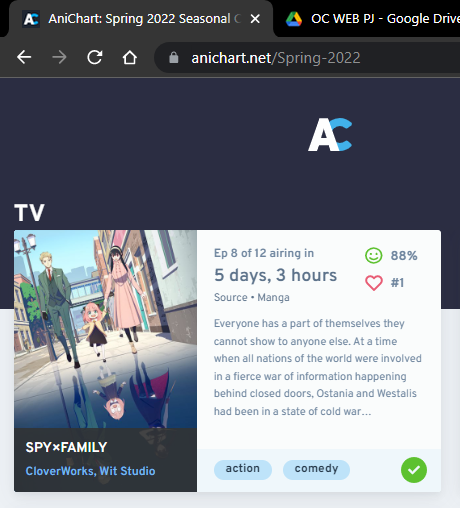 AniChart: Spring 2022 Seasonal
OC WEB PJ - Google Drive
anichart.net/Spring-2022
AC
TV
Ep 8 of 12 airing in
5 days, 3 hours
Source • Manga
88%
#1
Everyone has a part of themselves they
cannot show to anyone else. At a time
when all nations of the world were involved
in a fierce war of information happening
behind closed doors, Ostania and Westalis
had been in a state of cold war...
SPY×FAMILY
CloverWorks, Wit Studio
action
comedy